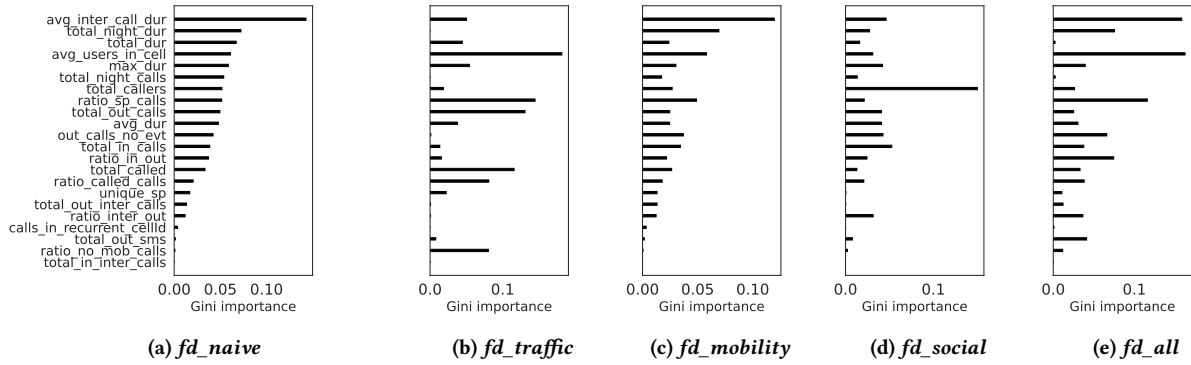 avg_inter_call_dur
total_night_dur
total_dur
avg_users_in_cell
max_dur
total_night_calls
total_callers
ratio_sp_calls
total_out_calls
avg_dur
out_calls_no_evt
total_in_calls
ratio_in_out
total_called
ratio_called_calls
unique_sp
total_out_inter_calls
ratio_inter_out
calls_in_recurrent_cellId
total_out_sms
ratio_no_mob_calls
total_in_inter_calls
0.00 0.05 0.10
Gini importance
(a) fd_naive
0.0 0.1
Gini importance
(b) fd_traffic
0.00 0.05 0.10
Gini importance
(c) fd_mobility
0.0 0.1
Gini importance
(d) fd_social
0.0 0.1
Gini importance
(e) fd_all